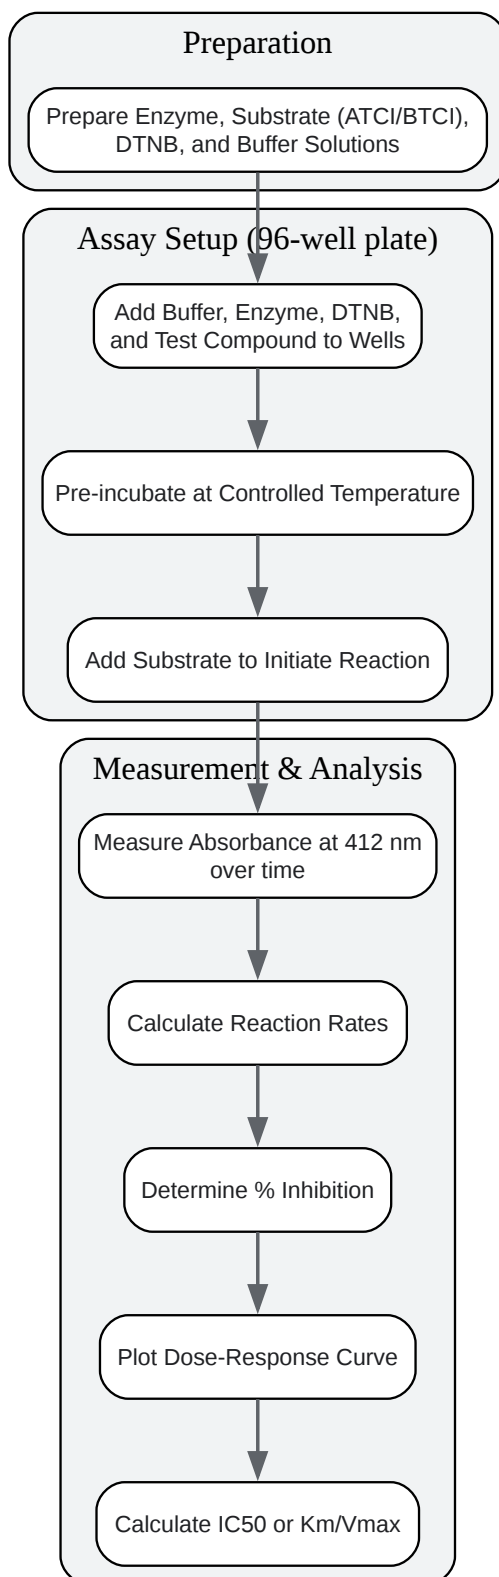 Preparation
Prepare Enzyme, Substrate (ATCI/BTCI),
DTNB, and Buffer Solutions
Assay Setup (96-well plate)
Add Buffer, Enzyme, DTNB,
and Test Compound to Wells
Pre-incubate at Controlled Temperature
Add Substrate to Initiate Reaction
Measurement & Analysis
Measure Absorbance at 412 nm
over time
Calculate Reaction Rates
Determine % Inhibition
Plot Dose-Response Curve
Calculate IC50 or Km/Vmax